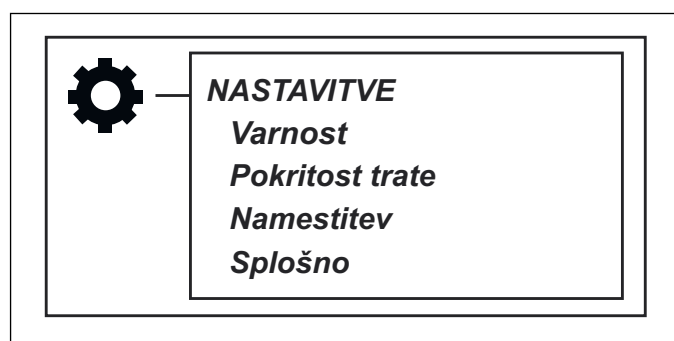 NASTAVITVE
Varnost
Pokritost trate
Namestitev
Splošno